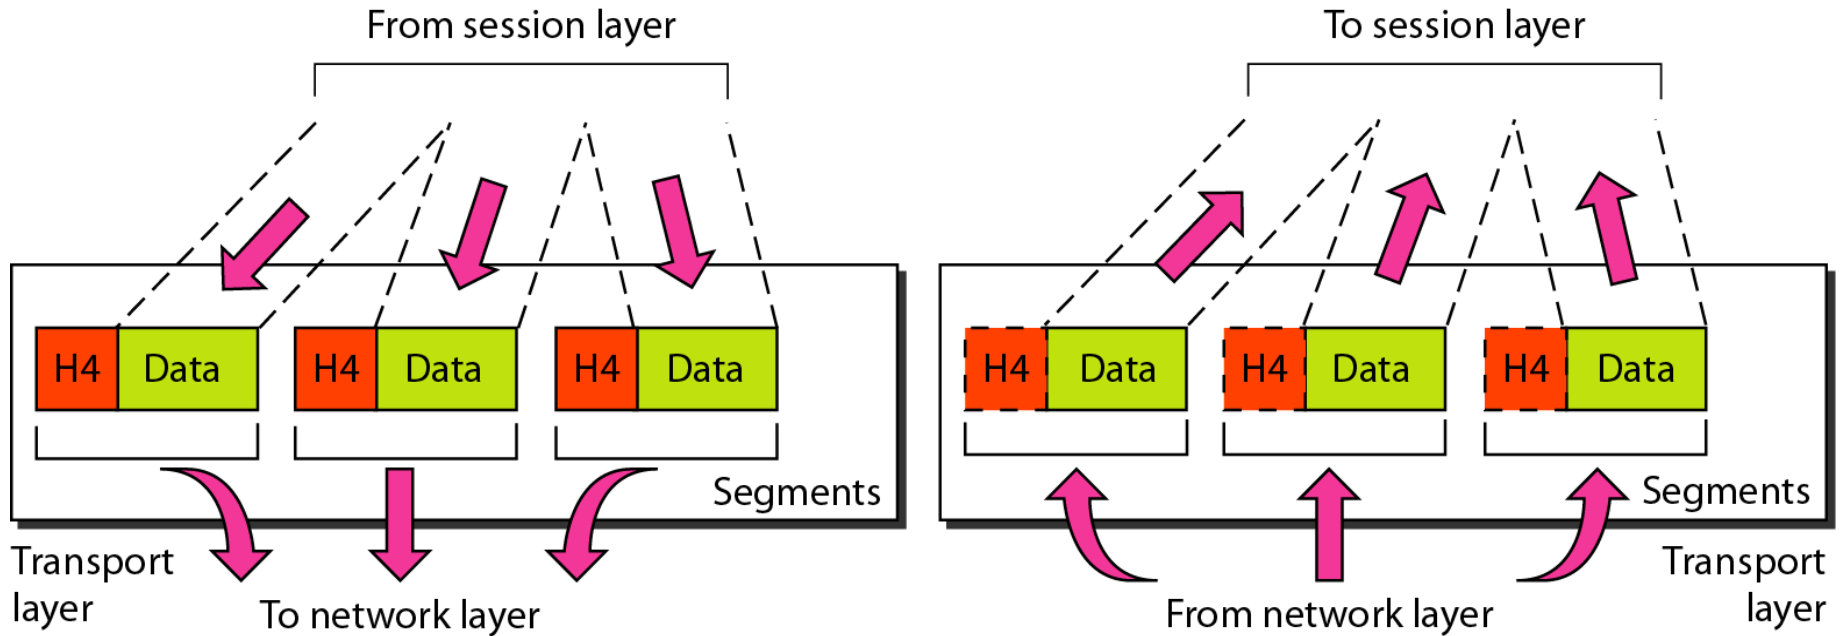 From session layer
H4 Data H4 Data H4 Data
Segments
Transport
layer
To network layer
To session layer
H4 Data H4 Data H4 Data
Segments
Transport
layer
From network layer